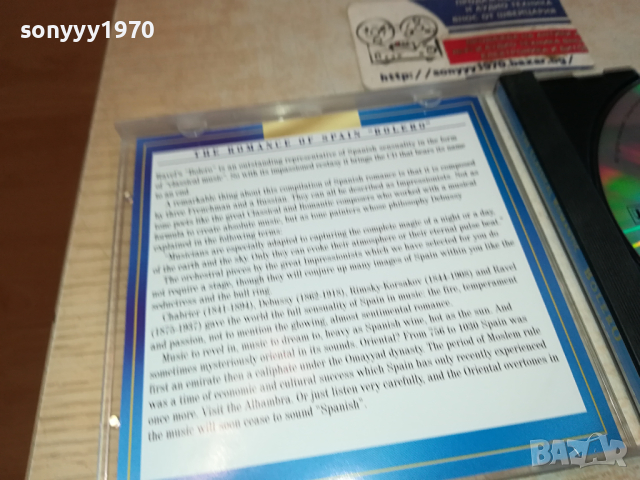 sonyyy1970
И АУДИО ТЕХНИКА
ВНОС ОТ ШВЕЙЦАРИЯ
http://sonyyy1970.bazar.bg/
THE ROMANCE OF SPAIN "BOLERO"
Ravel's "Bolero" is an outstanding representative of Spanish sensuality in the form
of "classical music". So with its impassioned ecstasy it brings the CD that bears its name
to an end.
A remarkable thing about this compilation of Spanish romance is that it is composed
by three Frenchmen and a Russian. They can all be described as Impressionists. Not as
tone poets like the great Classical and Romantic composers who worked with a musical
formula to create absolute music, but as tone painters whose philosophy Debussy
explained in the following terms:
"Musicians are especially adapted to capturing the complete magic of a night or a day,
of the earth and the sky. Only they can evoke their atmosphere or their eternal pulse beat."
The orchestral pieces by the great Impressionists which we have selected for you do
not require a stage, though they will conjure up many images of Spain within you like the
seductress and the bull ring.
Chabrier (1841-1894), Debussy (1862-1918), Rimsky-Korsakov (1844-1908) and Ravel
(1875-1937) gave the world the full sensuality of Spain in music: the fire, temperament
and passion, not to mention the glowing, almost sentimental romance.
Music to revel in, music to dream to, heavy as Spanish wine, hot as the sun. And
sometimes mysteriously oriental in its sounds. Oriental? From 756 to 1030 Spain was
first an emirate then a caliphate under the Omayyad dynasty. The period of Moslem rule
was a time of economic and cultural success which Spain has only recently experienced
once more. Visit the Alhambra. Or just listen very carefully, and the Oriental overtones in
the music will soon cease to sound "Spanish".
BAZAR